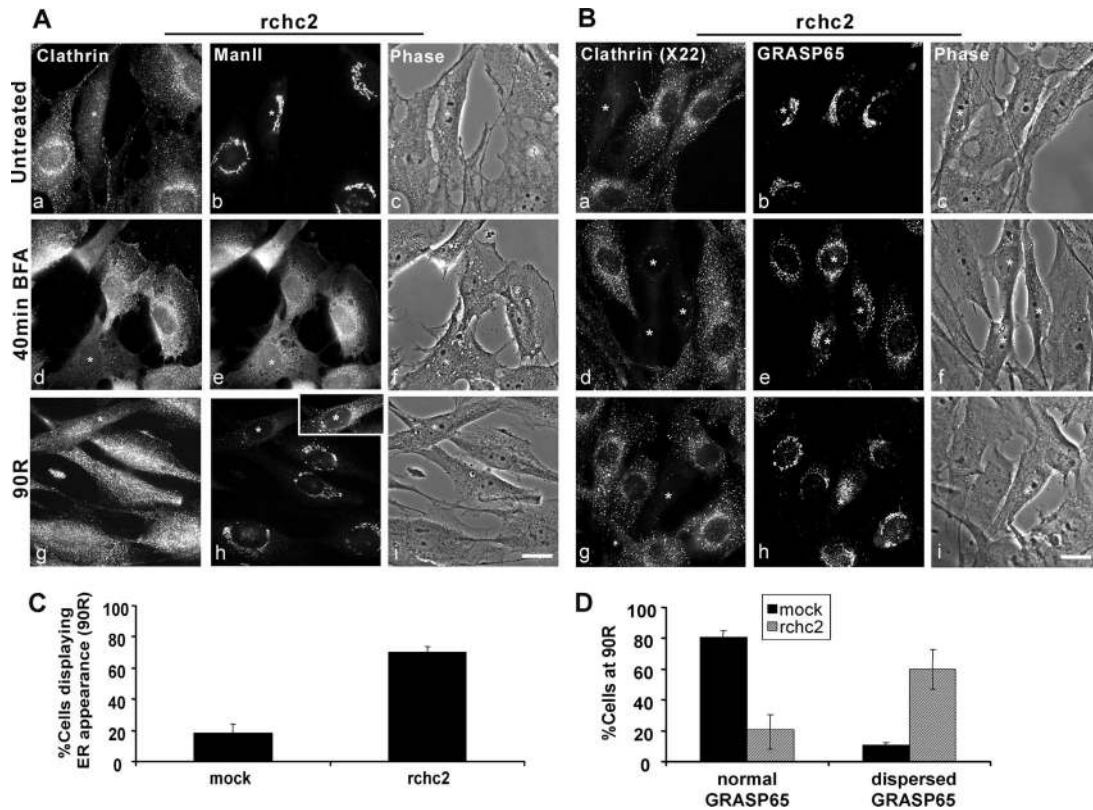 A
rchc2
B
rchc2
Clathrin
ManII
Phase
Clathrin (X22)
GRASP65
Phase
Untreated
*
*
*
*
*
*
a
b
c
a
b
c
40min BFA
*
*
*
*
*
*
*
*
*
*
*
d
e
f
d
e
f
90R
*
*
*
*
*
g
h
i
g
h
i
C
%Cells displaying
ER appearance (90R)
100
80
60
40
20
0
mock
rchc2
D
%Cells at 90R
100
80
60
40
20
0
mock
rchc2
normal
GRASP65
dispersed
GRASP65